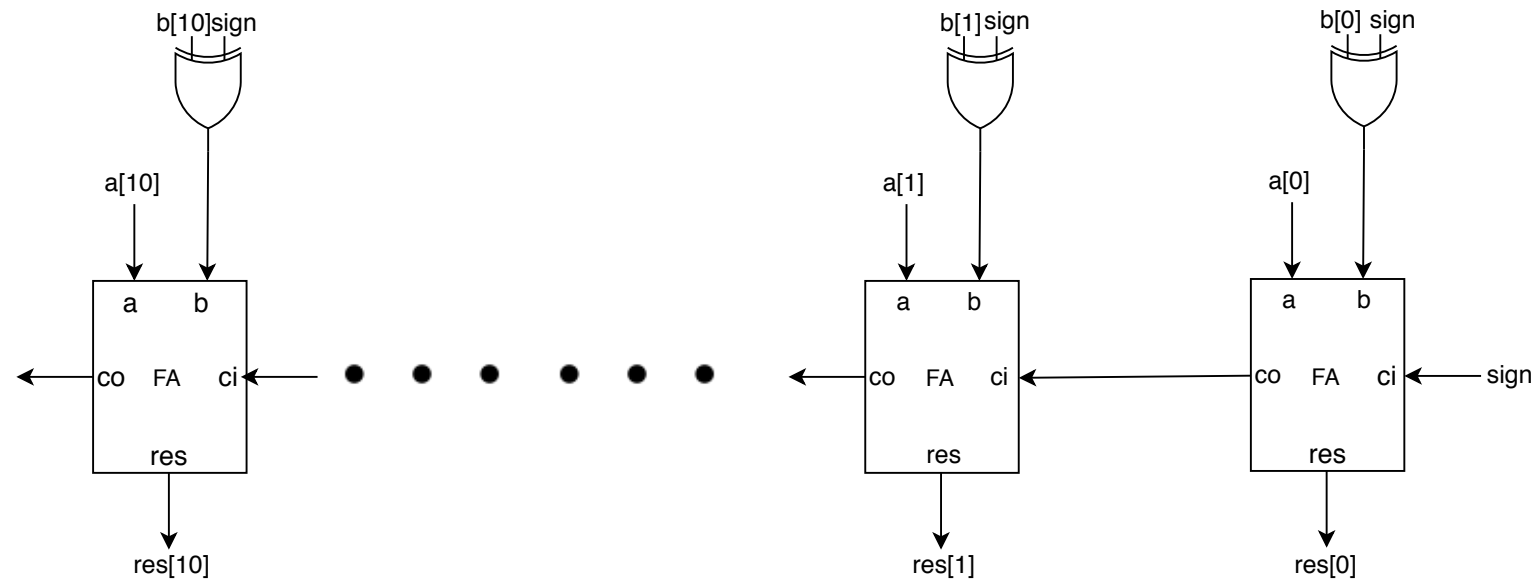 b[10]sign
b[1]sign
b[0] sign
a[10]
a[1]
a[0]
a b
a b
a b
co FA ci
co FA ci
co FA ci
sign
res
res
res
res[10]
res[1]
res[0]